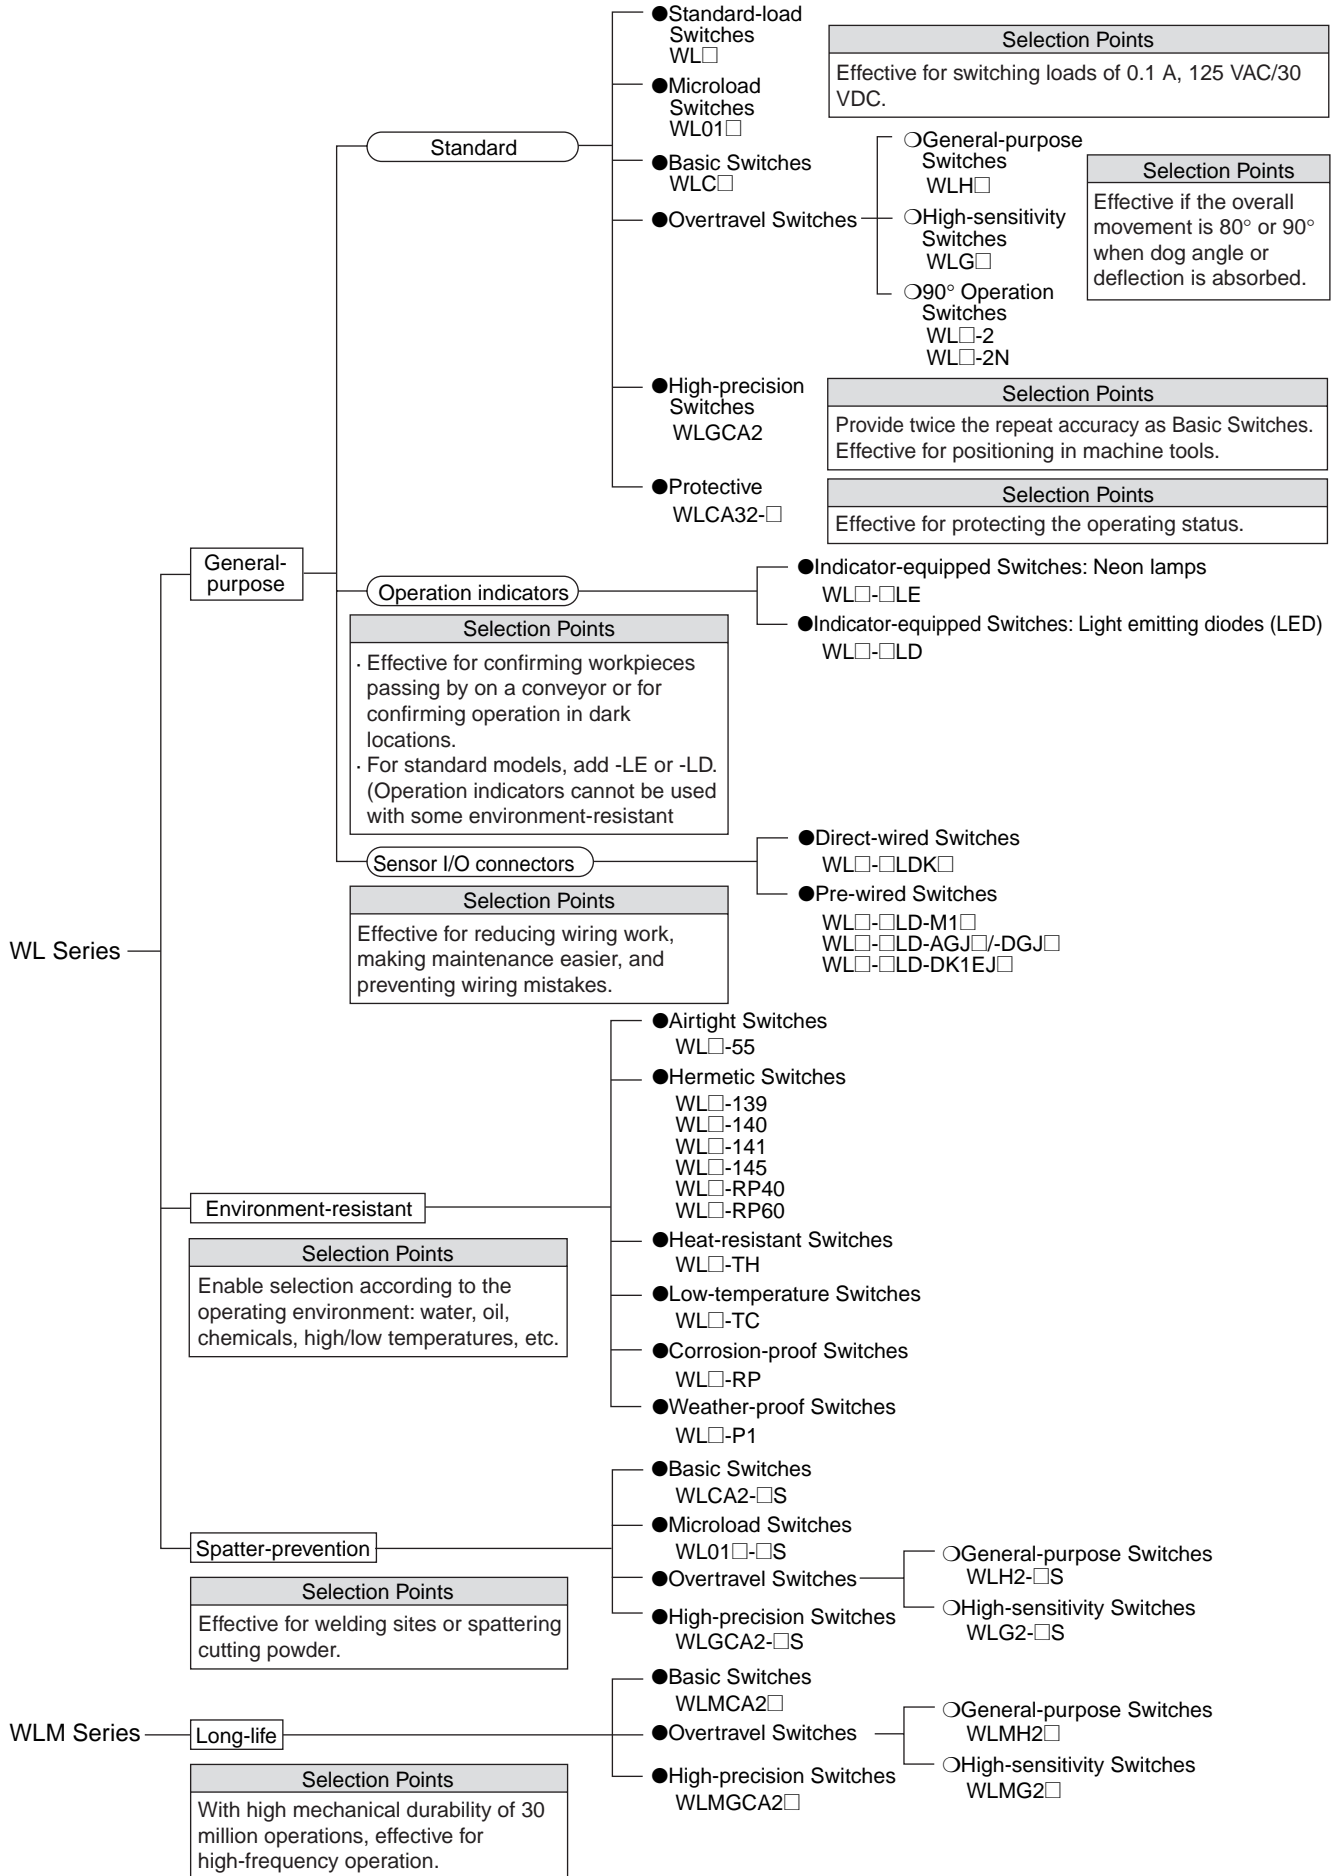 WL Series
General-
purpose
Standard
●Standard-load
Switches
WL□
●Microload
Switches
WL01□
Selection Points
Effective for switching loads of 0.1 A, 125 VAC/30
VDC.
●Basic Switches
WLC□
●Overtravel Switches
❍General-purpose
Switches
WLH□
❍High-sensitivity
Switches
WLG□
❍90° Operation
Switches
WL□-2
WL□-2N
Selection Points
Effective if the overall
movement is 80° or 90°
when dog angle or
deflection is absorbed.
●High-precision
Switches
WLGCA2
Selection Points
Provide twice the repeat accuracy as Basic Switches.
Effective for positioning in machine tools.
●Protective
WLCA32-□
Selection Points
Effective for protecting the operating status.
Operation indicators
Selection Points
· Effective for confirming workpieces
passing by on a conveyor or for
confirming operation in dark
locations.
· For standard models, add -LE or -LD.
(Operation indicators cannot be used
with some environment-resistant
●Indicator-equipped Switches: Neon lamps
WL□-□LE
●Indicator-equipped Switches: Light emitting diodes (LED)
WL□-□LD
Sensor I/O connectors
Selection Points
Effective for reducing wiring work,
making maintenance easier, and
preventing wiring mistakes.
●Direct-wired Switches
WL□-□LDK□
●Pre-wired Switches
WL□-□LD-M1□
WL□-□LD-AGJ□/-DGJ□
WL□-□LD-DK1EJ□
Environment-resistant
Selection Points
Enable selection according to the
operating environment: water, oil,
chemicals, high/low temperatures, etc.
●Airtight Switches
WL□-55
●Hermetic Switches
WL□-139
WL□-140
WL□-141
WL□-145
WL□-RP40
WL□-RP60
●Heat-resistant Switches
WL□-TH
●Low-temperature Switches
WL□-TC
●Corrosion-proof Switches
WL□-RP
●Weather-proof Switches
WL□-P1
Spatter-prevention
Selection Points
Effective for welding sites or spattering
cutting powder.
●Basic Switches
WLCA2-□S
●Microload Switches
WL01□-□S
●Overtravel Switches
❍General-purpose Switches
WLH2-□S
❍High-sensitivity Switches
WLG2-□S
●High-precision Switches
WLGCA2-□S
WLM Series
Long-life
Selection Points
With high mechanical durability of 30
million operations, effective for
high-frequency operation.
●Basic Switches
WLMCA2□
●Overtravel Switches
❍General-purpose Switches
WLMH2□
❍High-sensitivity Switches
WLMG2□
●High-precision Switches
WLMGCA2□